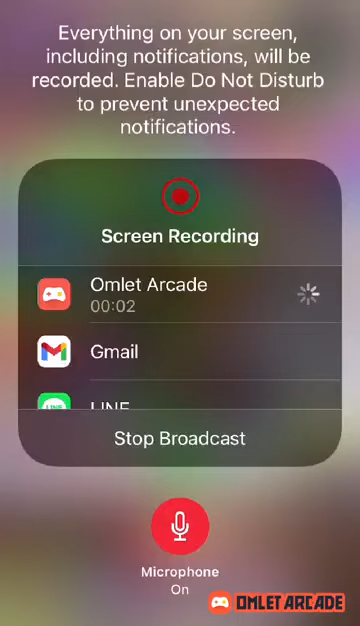 Everything on your screen,
including notifications, will be
recorded. Enable Do Not Disturb
to prevent unexpected
notifications.
Screen Recording
Omlet Arcade
00:02
Gmail
LINE
Stop Broadcast
Microphone
On
OMLET ARCADE